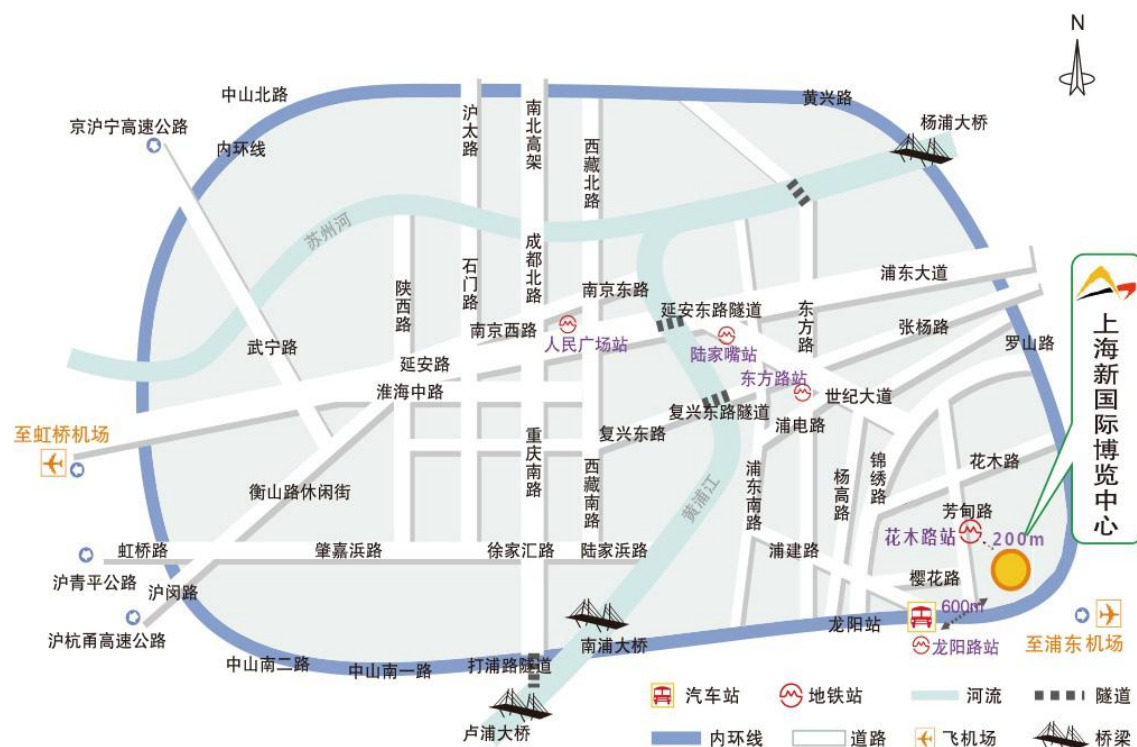 N
中山北路
黄兴路
京沪宁高速公路
内环线
沪太路
南北高架
西藏北路
杨浦大桥
苏州河
成都北路
石门路
陕西路
南京东路
浦东大道
延安东路隧道
东方路
张杨路
罗山路
南京西路
人民广场站
陆家嘴站
武宁路
延安路
淮海中路
东方路站
世纪大道
复兴东路隧道
浦电路
复兴东路
至虹桥机场
重庆南路
西藏南路
黄浦江
浦东南路
杨高路
锦绣路
花木路
衡山路休闲街
芳甸路
花木路站
200m
上海新国际博览中心
虹桥路
肇嘉浜路
徐家汇路
陆家浜路
浦建路
樱花路
沪青平公路
沪闵路
600m
龙阳站
龙阳路站
至浦东机场
沪杭甬高速公路
中山南二路
中山南一路
打浦路隧道
南浦大桥
卢浦大桥
汽车站
地铁站
河流
隧道
内环线
道路
飞机场
桥梁